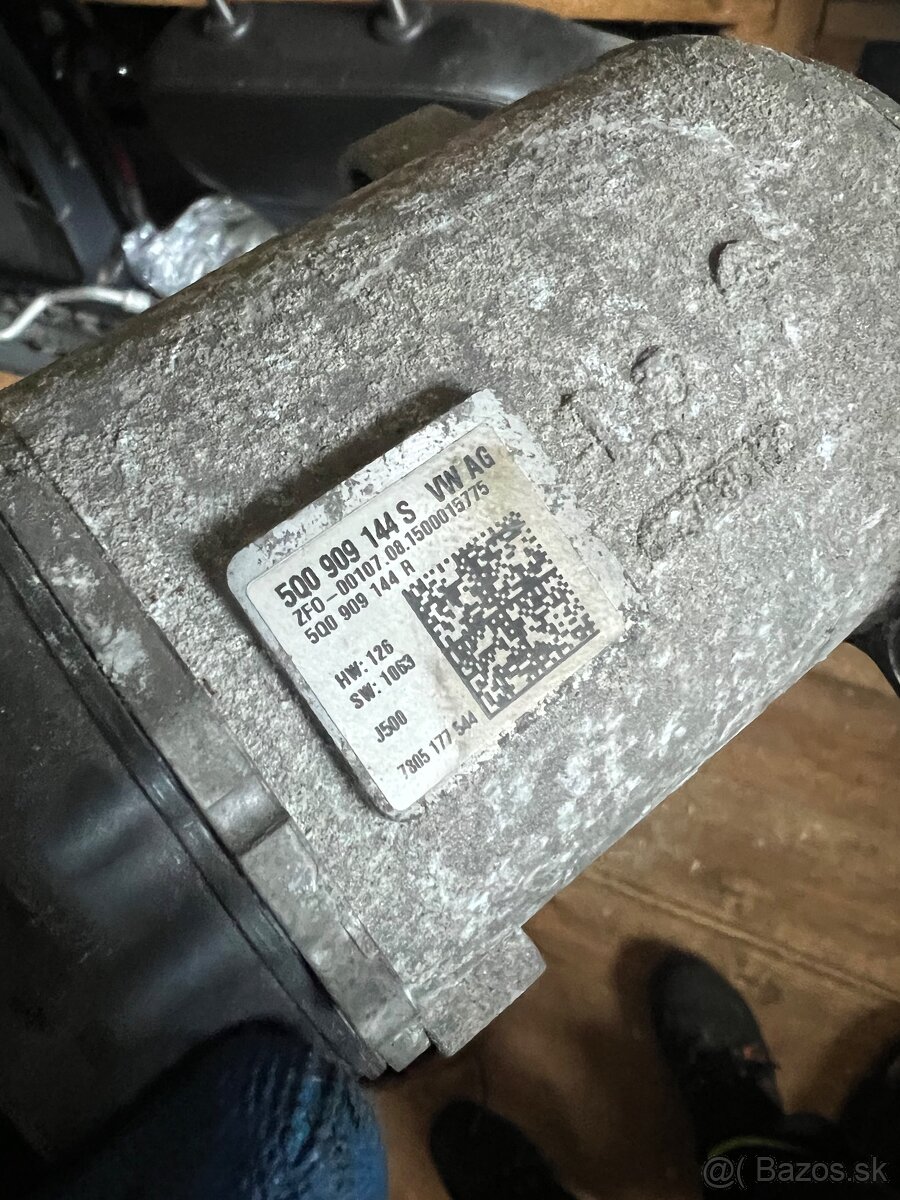 5Q0 909 144 S VW AG
ZFO-00107.08.1500015775
5Q0 909 144 R
HW: 126
SW: 1063
J500
7805 177 544
@( Bazos.sk